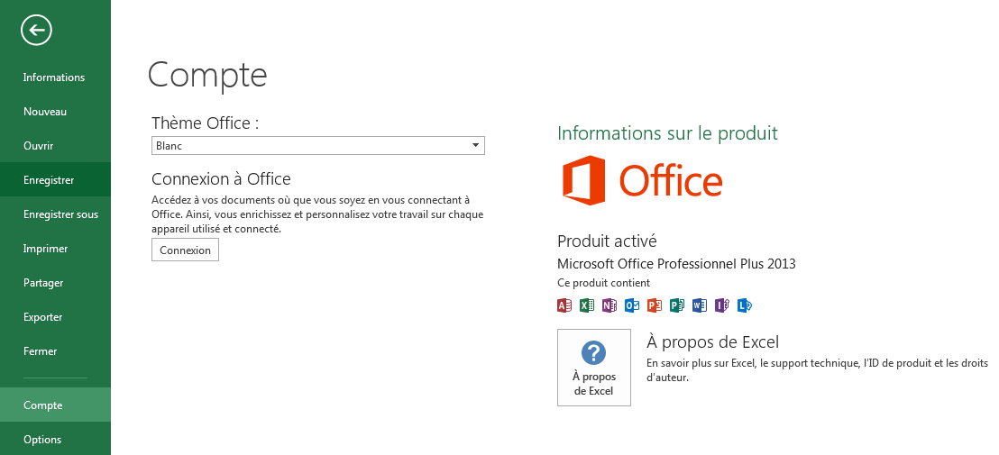 Informations
Nouveau
Ouvrir
Enregistrer
Enregistrer sous
Imprimer
Partager
Exporter
Fermer
Compte
Options
Compte
Thème Office :
Blanc
Connexion à Office
Accédez à vos documents où que vous soyez en vous connectant à
Office. Ainsi, vous enrichissez et personnalisez votre travail sur chaque
appareil utilisé et connecté.
Connexion
Informations sur le produit
Office
Produit activé
Microsoft Office Professionnel Plus 2013
Ce produit contient
A X N O P P W I L
À propos
de Excel
À propos de Excel
En savoir plus sur Excel, le support technique, l'ID de produit et les droits
d'auteur.